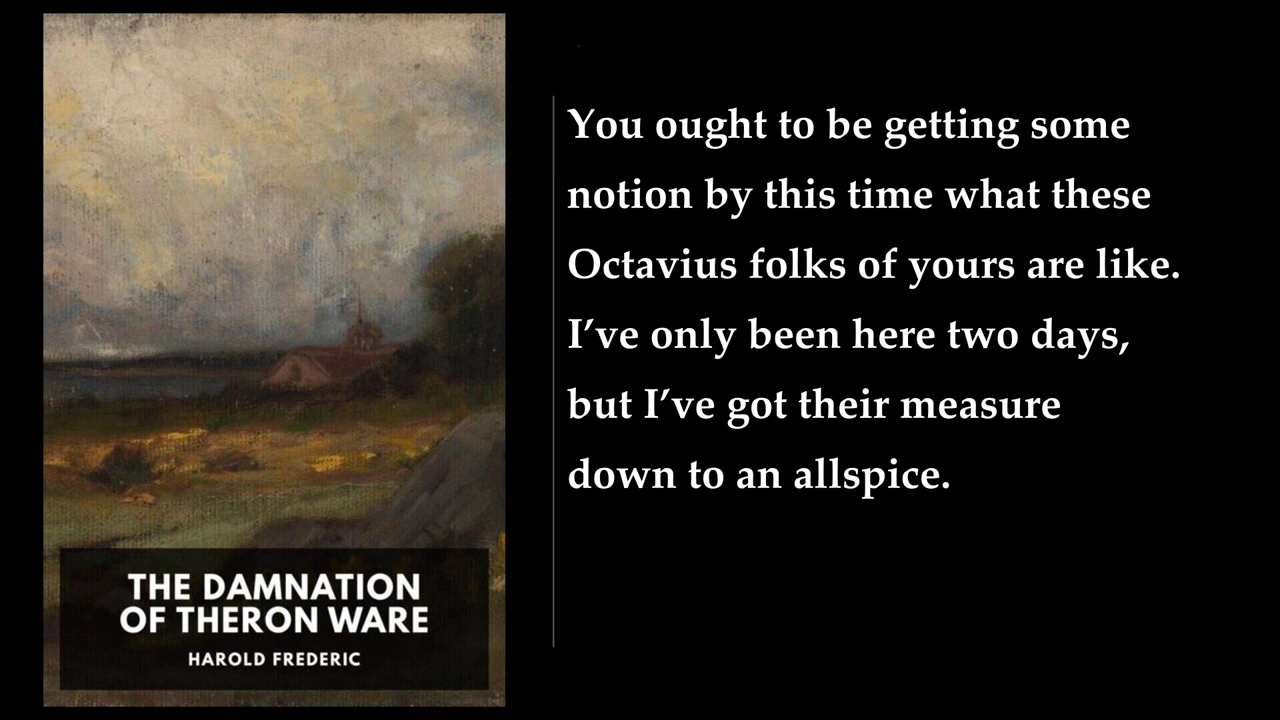 You ought to be getting some
notion by this time what these
Octavius folks of yours are like.
I’ve only been here two days,
but I’ve got their measure
down to an allspice.
THE DAMNATION
OF THERON WARE
HAROLD FREDERIC